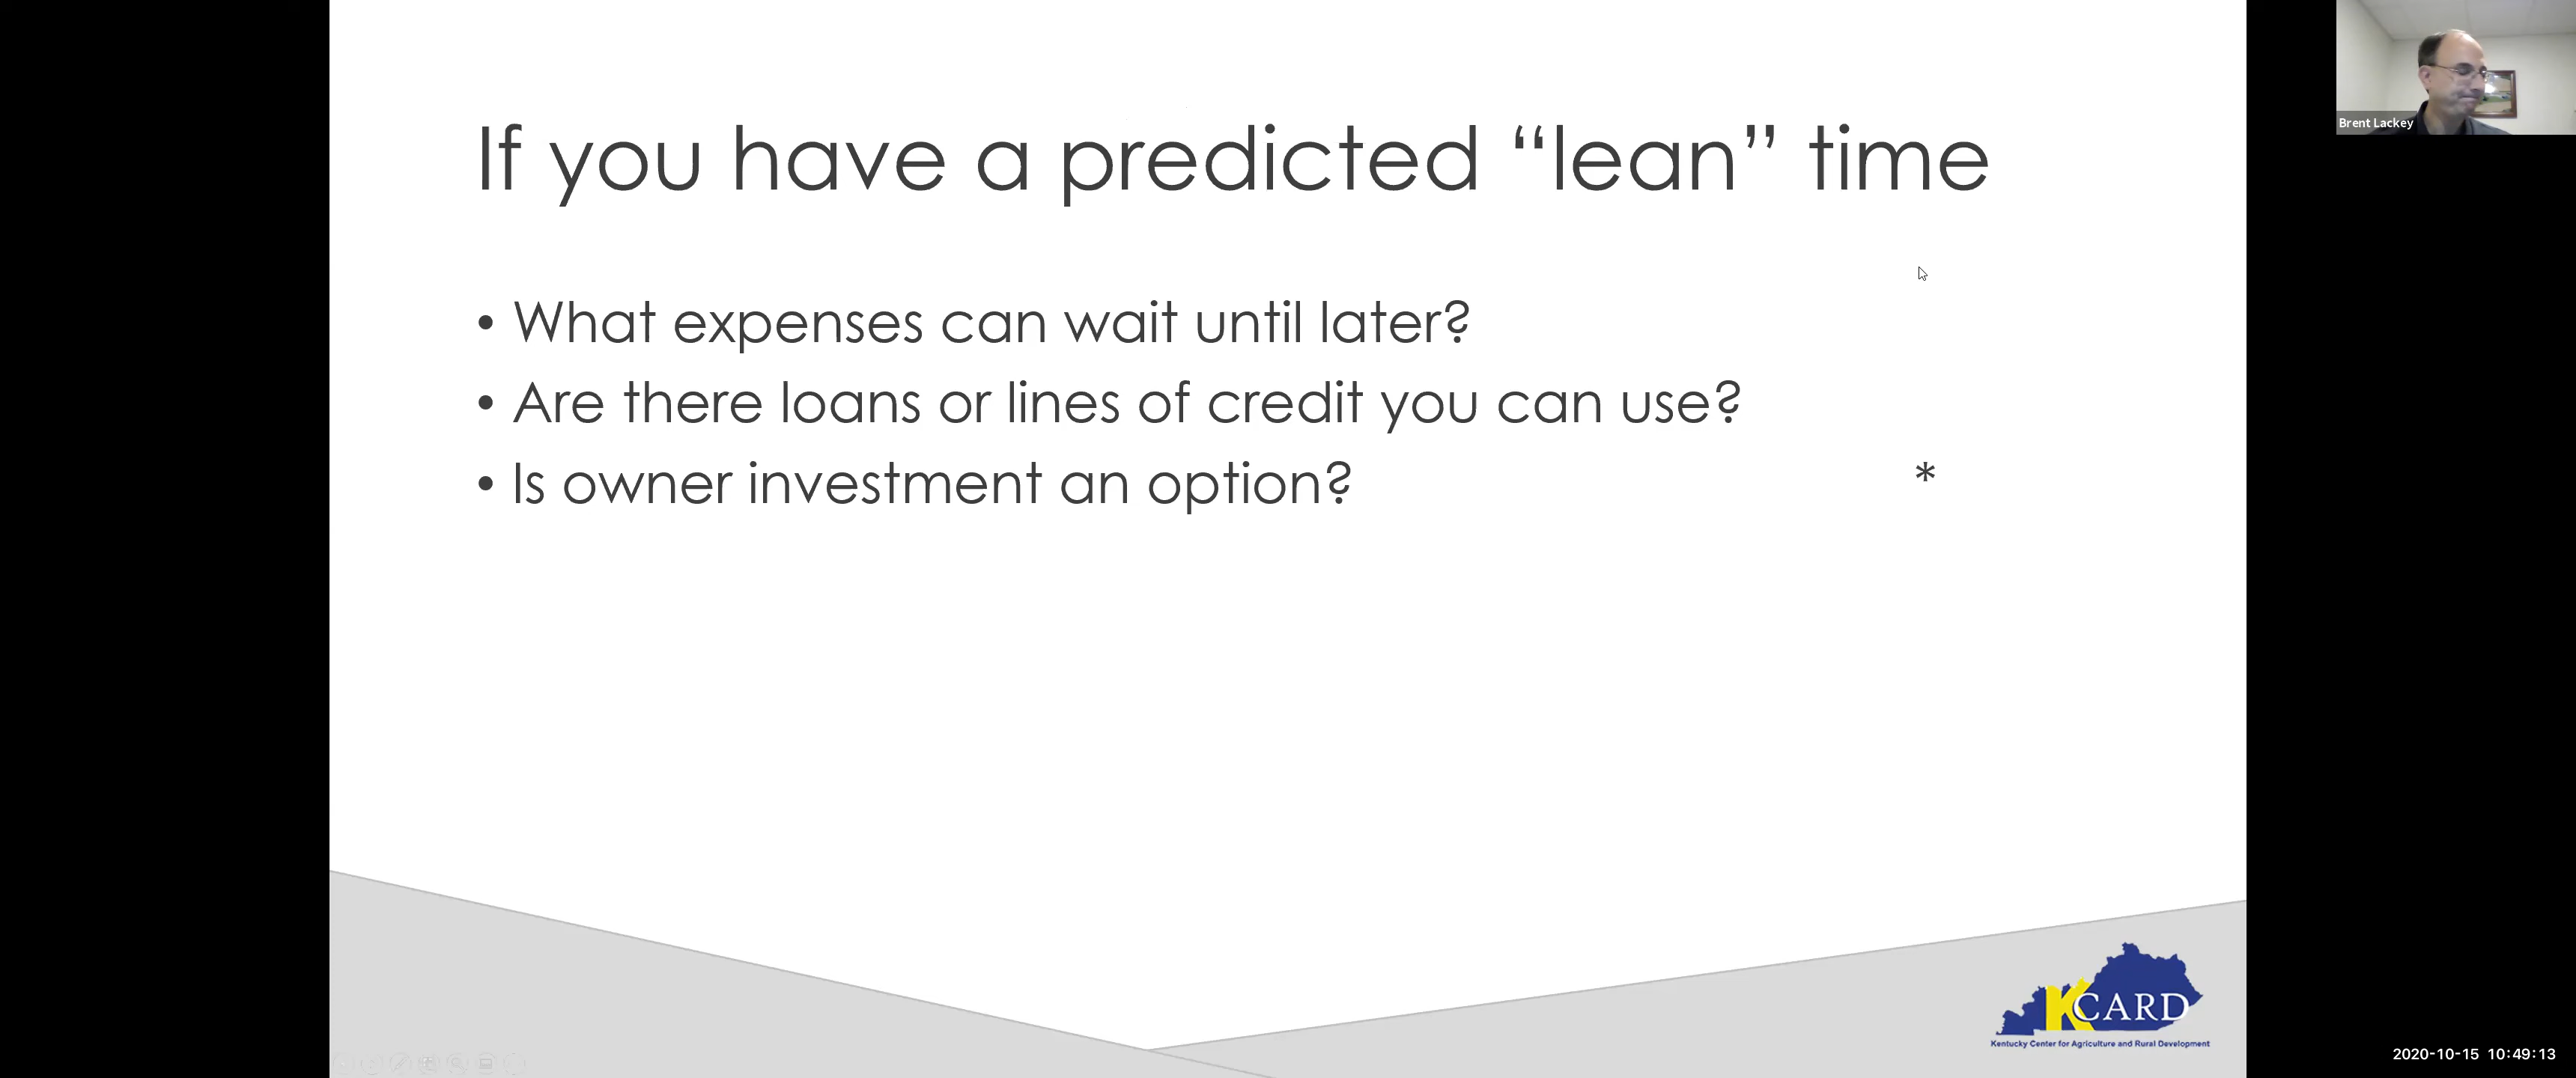 If you have a predicted “lean” time
• What expenses can wait until later?
• Are there loans or lines of credit you can use?
• Is owner investment an option?
*
Brent Lackey
KCARD
Kentucky Center for Agriculture and Rural Development
2020-10-15 10:49:13